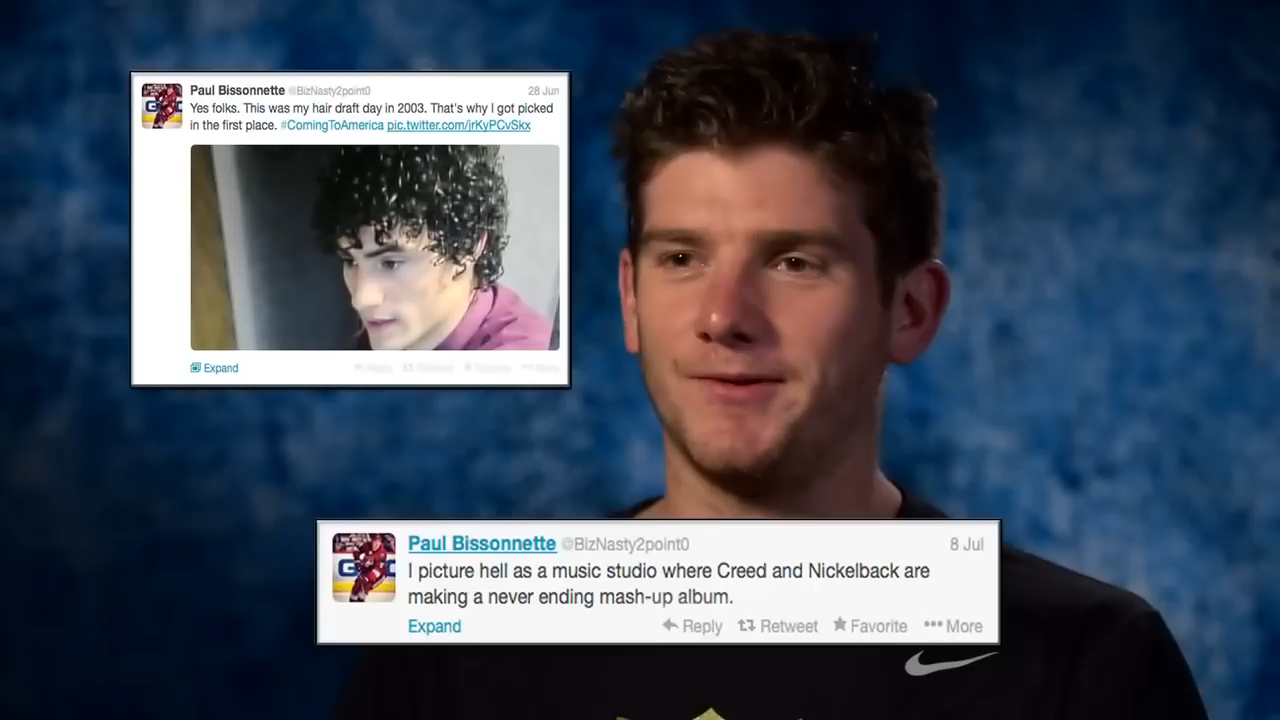 Paul Bissonnette @BizNasty2point0 28 Jun
Yes folks. This was my hair draft day in 2003. That's why I got picked
in the first place. #ComingToAmerica pic.twitter.com/jrKyPCvSkx
Expand
Paul Bissonnette @BizNasty2point0 8 Jul
I picture hell as a music studio where Creed and Nickelback are
making a never ending mash-up album.
Expand Reply Retweet Favorite More